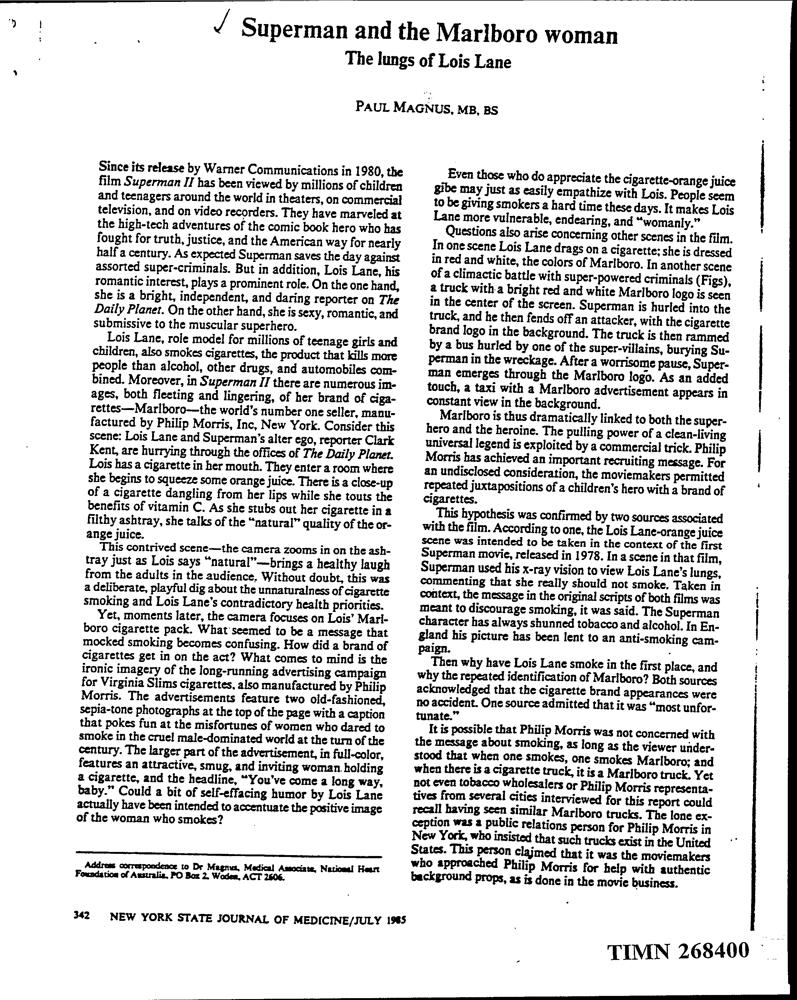 Superman and the Marlboro woman
The lungs of Lois Lane
PAUL MAGNUS, MB, BS
Since its release by Warner Communications in 1980, the
film Superman II has been viewed by millions of children
and teenagers around the world in theaters, on commercial
television, and on video recorders. They have marveled at
the high-tech adventures of the comic book hero who has
fought for truth, justice, and the American way for nearly
half a century. As expected Superman saves the day against
assorted super-criminals. But in addition, Lois Lane, his
romantic interest, plays a prominent role. On the one hand,
she is a bright, independent, and daring reporter on The
Daily Planet. On the other hand, she is sexy, romantic, and
submissive to the muscular superhero.
Lois Lane, role model for millions of teenage girls and
children, also smokes cigarettes, the product that kills more
people than alcohol, other drugs, and automobiles com-
bined. Moreover, in Superman II there are numerous im-
ages, both fleeting and lingering, of her brand of ciga-
rettes—Marlboro—the world's number one seller, manu-
factured by Philip Morris, Inc, New York. Consider this
scene: Lois Lane and Superman's alter ego, reporter Clark
Kent, are hurrying through the offices of The Daily Planet.
Lois has a cigarette in her mouth. They enter a room where
she begins to squeeze some orange juice. There is a close-up
of a cigarette dangling from her lips while she touts the
benefits of vitamin C. As she stubs out her cigarette in a
filthy ashtray, she talks of the "natural" quality of the or-
ange juice.
This contrived scene—the camera zooms in on the ash-
tray just as Lois says "natural"—brings a healthy laugh
from the adults in the audience. Without doubt, this was
a deliberate, playful dig about the unnaturalness of cigarette
smoking and Lois Lane's contradictory health priorities.
Yet, moments later, the camera focuses on Lois' Marl-
boro cigarette pack. What seemed to be a message that
mocked smoking becomes confusing. How did a brand of
cigarettes get in on the act? What comes to mind is the
ironic imagery of the long-running advertising campaign
for Virginia Slims cigarettes, also manufactured by Philip
Morris. The advertisements feature two old-fashioned,
sepia-tone photographs at the top of the page with a caption
that pokes fun at the misfortunes of women who dared to
smoke in the cruel male-dominated world at the turn of the
century. The larger part of the advertisement, in full-color,
features an attractive, smug, and inviting woman holding
a cigarette, and the headline, "You've come a long way,
baby." Could a bit of self-effacing humor by Lois Lane
actually have been intended to accentuate the positive image
of the woman who smokes?
Address correspondence to Dr Magnus, Medical Associate, National Heart
Foundation of Australia, PO Box 2, Woden, ACT 2606.
Even those who do appreciate the cigarette-orange juice
gibe may just as easily empathize with Lois. People seem
to be giving smokers a hard time these days. It makes Lois
Lane more vulnerable, endearing, and "womanly."
Questions also arise concerning other scenes in the film.
In one scene Lois Lane drags on a cigarette; she is dressed
in red and white, the colors of Marlboro. In another scene
of a climactic battle with super-powered criminals (Figs),
a truck with a bright red and white Marlboro logo is seen
in the center of the screen. Superman is hurled into the
truck, and he then fends off an attacker, with the cigarette
brand logo in the background. The truck is then rammed
by a bus hurled by one of the super-villains, burying Su-
perman in the wreckage. After a worrisome pause, Super-
man emerges through the Marlboro logo. As an added
touch, a taxi with a Marlboro advertisement appears in
constant view in the background.
Marlboro is thus dramatically linked to both the super-
hero and the heroine. The pulling power of a clean-living
universal legend is exploited by a commercial trick. Philip
Morris has achieved an important recruiting message. For
an undisclosed consideration, the moviemakers permitted
repeated juxtapositions of a children's hero with a brand of
cigarettes.
This hypothesis was confirmed by two sources associated
with the film. According to one, the Lois Lane-orange juice
scene was intended to be taken in the context of the first
Superman movie, released in 1978. In a scene in that film,
Superman used his x-ray vision to view Lois Lane's lungs,
commenting that she really should not smoke. Taken in
context, the message in the original scripts of both films was
meant to discourage smoking, it was said. The Superman
character has always shunned tobacco and alcohol. In En-
gland his picture has been lent to an anti-smoking cam-
paign.
Then why have Lois Lane smoke in the first place, and
why the repeated identification of Marlboro? Both sources
acknowledged that the cigarette brand appearances were
no accident. One source admitted that it was "most unfor-
tunate."
It is possible that Philip Morris was not concerned with
the message about smoking, as long as the viewer under-
stood that when one smokes, one smokes Marlboro; and
when there is a cigarette truck, it is a Marlboro truck. Yet
not even tobacco wholesalers or Philip Morris representa-
tives from several cities interviewed for this report could
recall having seen similar Marlboro trucks. The lone ex-
ception was a public relations person for Philip Morris in
New York, who insisted that such trucks exist in the United
States. This person claimed that it was the moviemakers
who approached Philip Morris for help with authentic
background props, as is done in the movie business.
342 NEW YORK STATE JOURNAL OF MEDICINE/JULY 1985
TIMN 268400